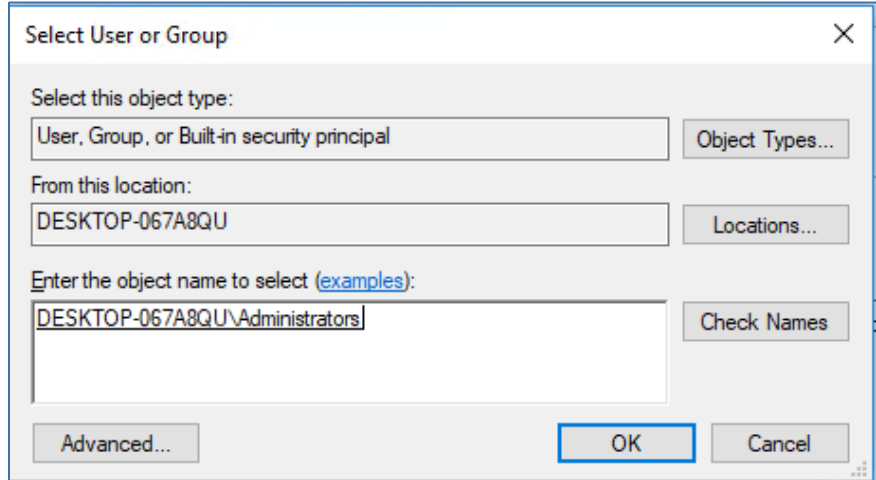 Select User or Group
Select this object type:
User, Group, or Built-in security principal
Object Types...
From this location:
DESKTOP-067A8QU
Locations...
Enter the object name to select (examples):
DESKTOP-067A8QU\Administrators
Check Names
Advanced...
OK
Cancel